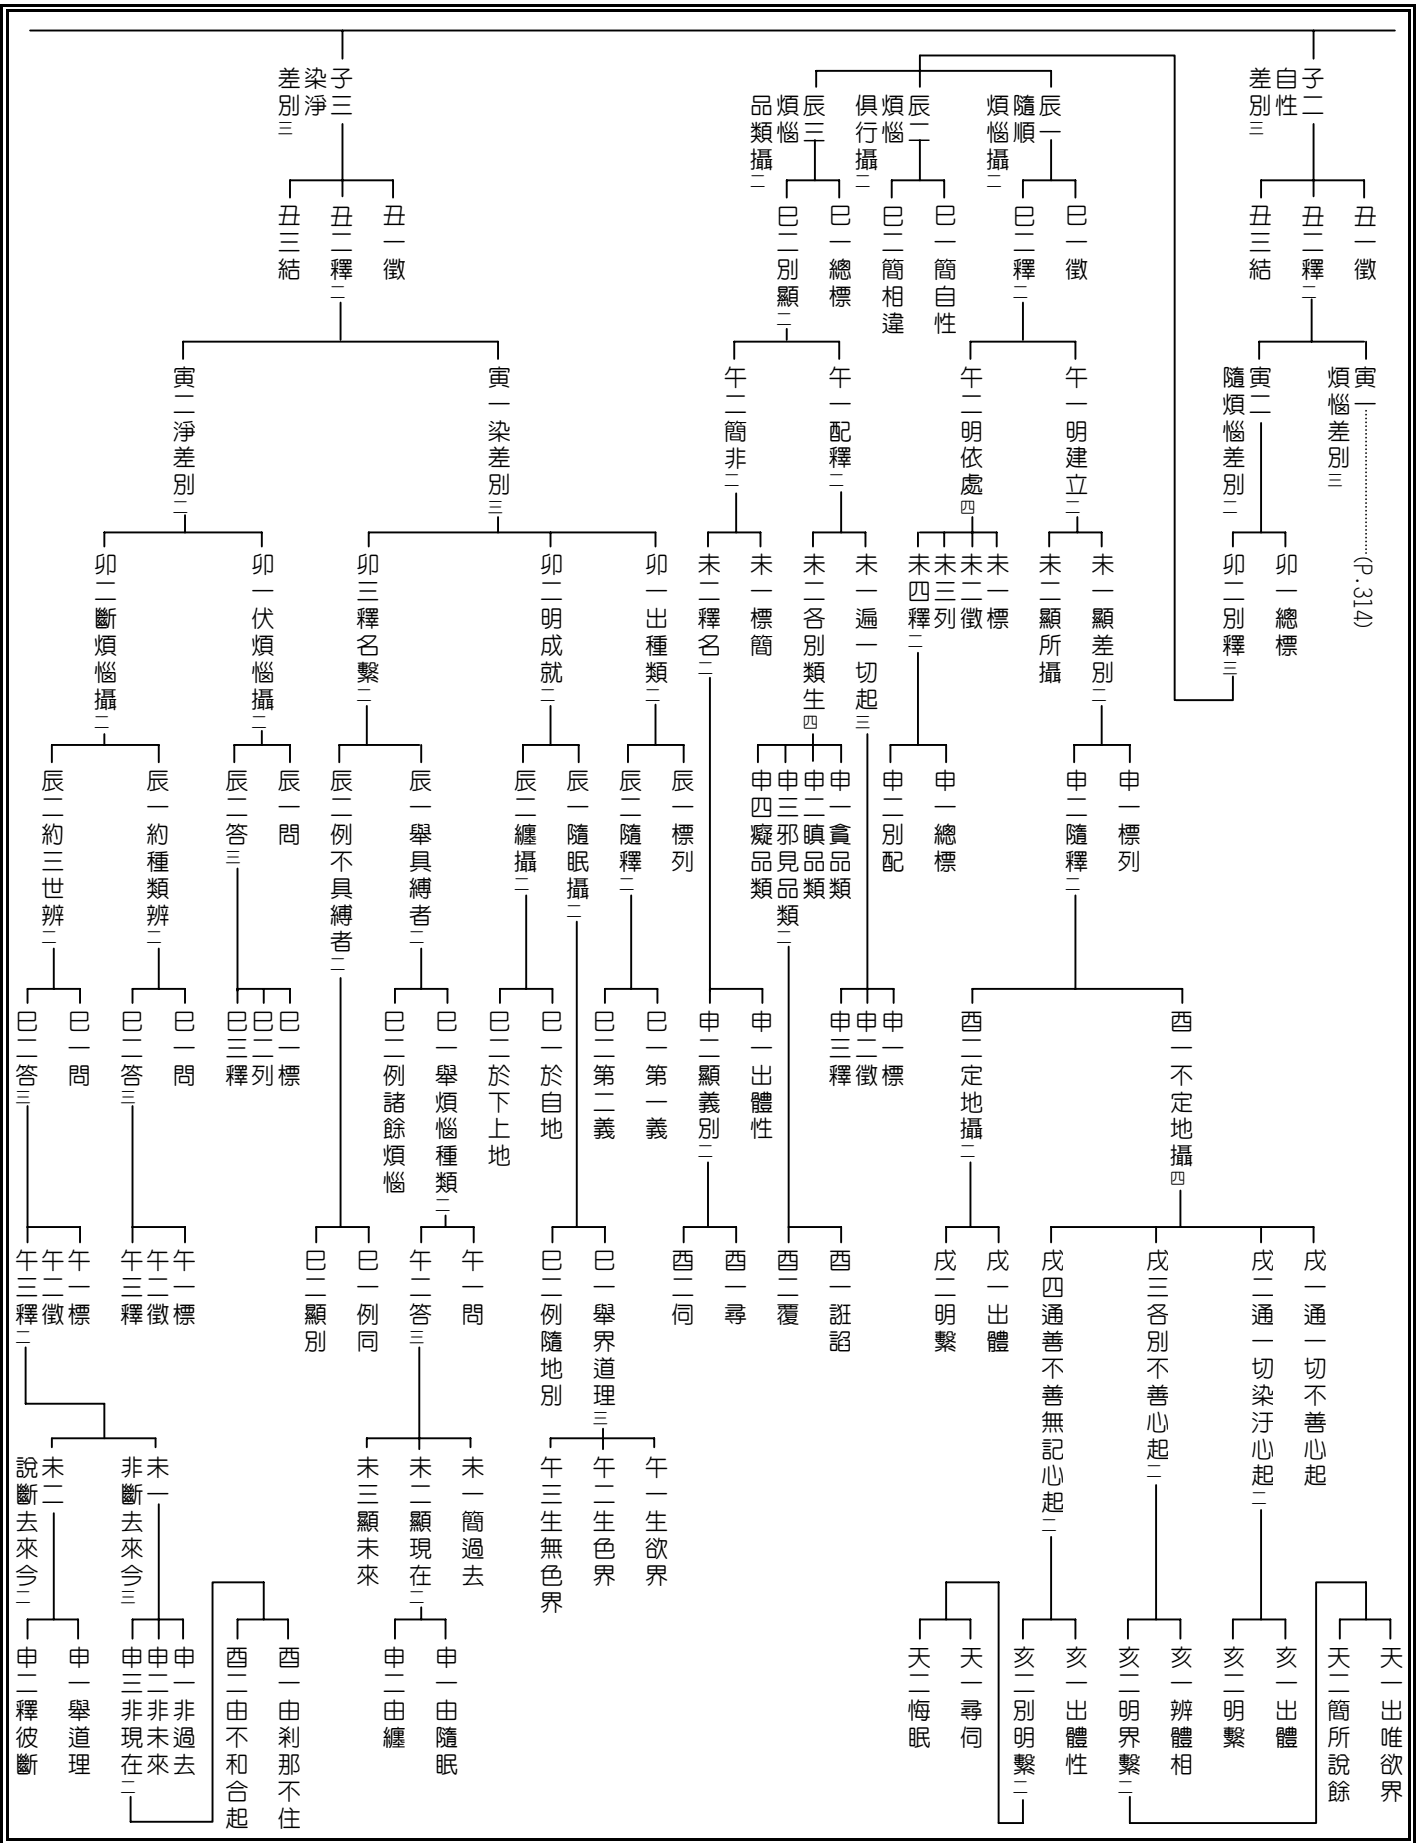 子二
自性
差別三
丑一徵
丑二釋二
丑三結
寅一
煩惱差別三
(P.314)
寅二
隨煩惱差別二
卯一總標
卯二別釋三
辰一
隨順
煩惱攝二
辰二
煩惱
俱行攝二
辰三
煩惱
品類攝二
巳一徵
巳二釋二
巳一簡自性
巳二簡相違
巳一總標
巳二別顯二
午一明建立二
午二明依處四
午一配釋二
午二簡非二
未一顯差別二
未二顯所攝
未一標
未二徵
未三列
未四釋二
未一遍一切起三
未二各別類生四
未一標簡
未二釋名二
申一標列
申二隨釋二
申一總標
申二別配
申一貪品類
申二瞋品類
申三邪見品類二
申四癡品類
酉一不定地攝四
酉二定地攝二
申一標
申二徵
申三釋
申一出體性
申二顯義別二
戌一通一切不善心起
戌二通一切染汙心起二
戌三各別不善心起二
戌四通善不善無記心起二
戌一出體
戌二明繫
酉一誑諂
酉二覆
酉一尋
酉二伺
天一出唯欲界
天二簡所說餘
亥一出體
亥二明繫
亥一辨體相
亥二明界繫二
亥一出體性
亥二別明繫二
天一尋伺
天二悔眠
子三
染淨
差別三
丑一徵
丑二釋二
丑三結
寅一染差別三
寅二淨差別二
卯一出種類二
卯二明成就二
卯三釋名繫二
卯一伏煩惱攝二
卯二斷煩惱攝二
辰一標列
辰二隨釋二
辰一隨眠攝二
辰二纏攝二
辰一舉具縛者二
辰二例不具縛者二
辰一問
辰二答三
辰一約種類辨二
辰二約三世辨二
巳一第一義
巳二第二義
巳一於自地
巳二於下上地
巳一舉煩惱種類二
巳二例諸餘煩惱
巳一標
巳二列
巳三釋
巳一問
巳二答三
巳一問
巳二答三
巳一舉界道理三
巳二例隨地別
午一問
午二答三
巳一例同
巳二顯別
午一標
午二徵
午三釋
午一標
午二徵
午三釋二
午一生欲界
午二生色界
午三生無色界
未一簡過去
未二顯現在二
未三顯未來
未一
非斷去來今三
未二
說斷去來今二
申一由隨眠
申二由纏
酉一由剎那不住
酉二由不和合起
申一非過去
申二非未來
申三非現在二
申一舉道理
申二釋彼斷